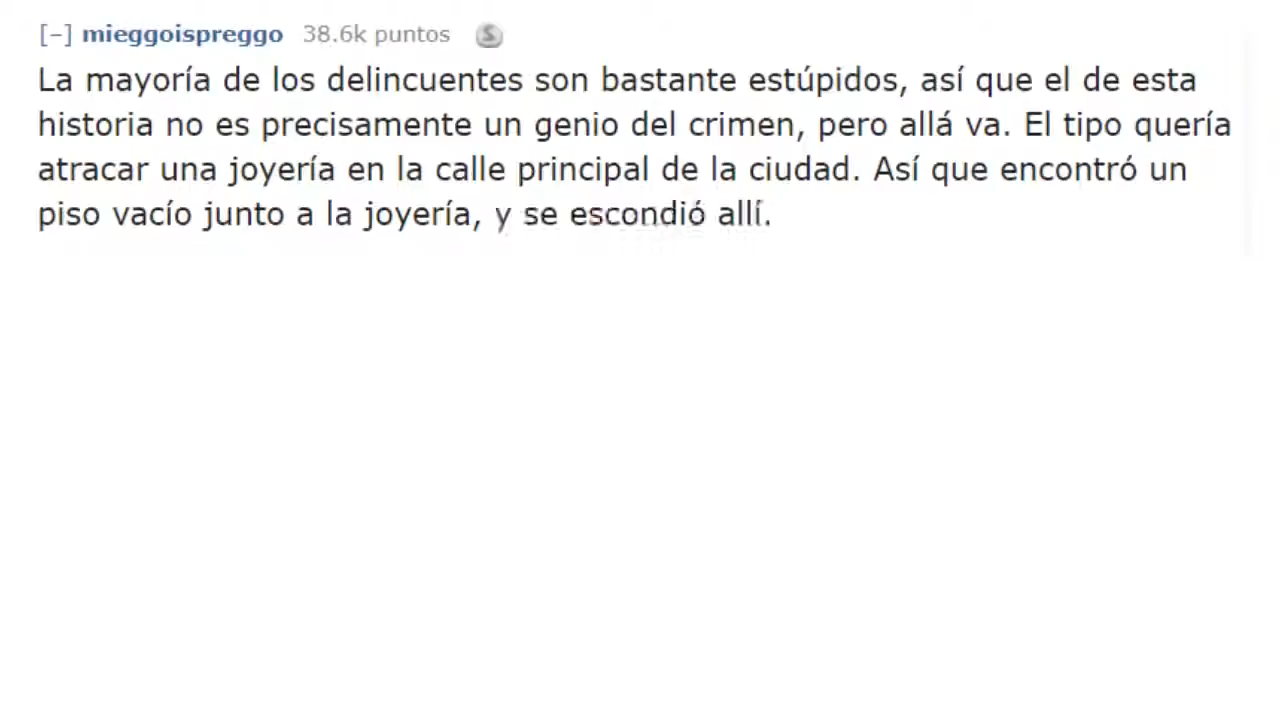 [-] mieggoispreggo 38.6k puntos S
La mayoría de los delincuentes son bastante estúpidos, así que el de esta
historia no es precisamente un genio del crimen, pero allá va. El tipo quería
atracar una joyería en la calle principal de la ciudad. Así que encontró un
piso vacío junto a la joyería, y se escondió allí.